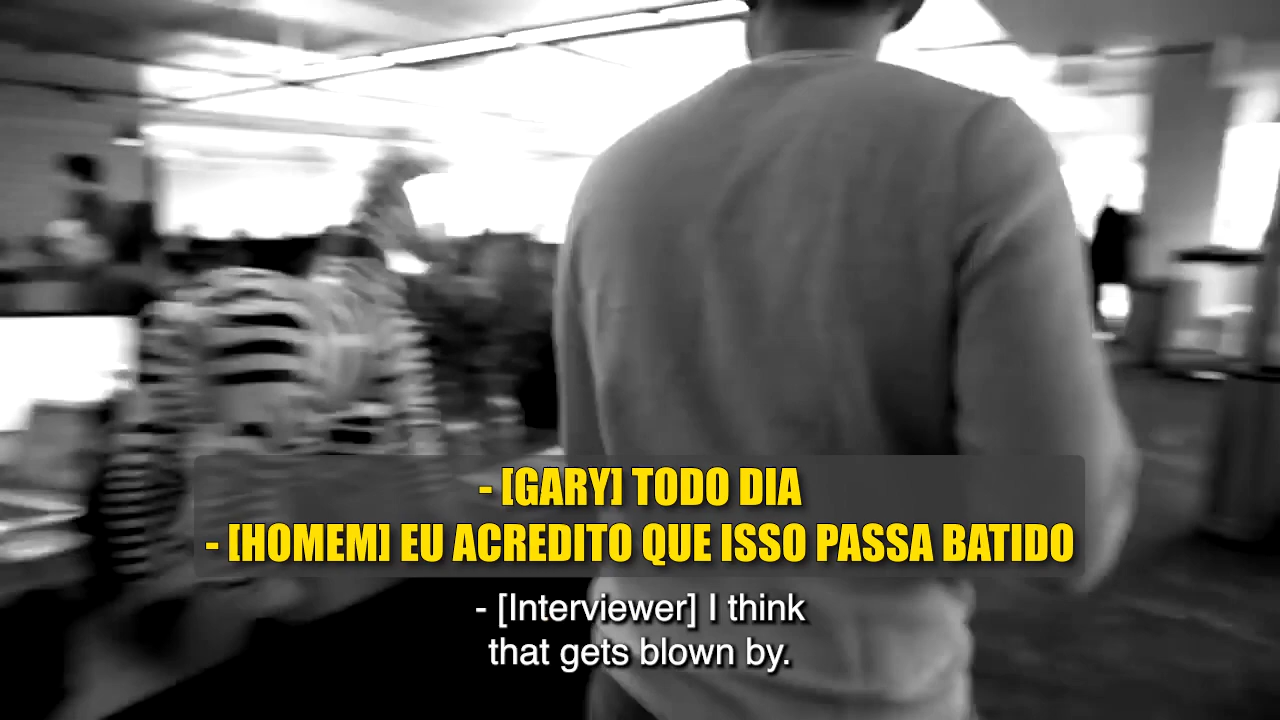 - [GARY] TODO DIA
- [HOMEM] EU ACREDITO QUE ISSO PASSA BATIDO
- [Interviewer] I think
that gets blown by.